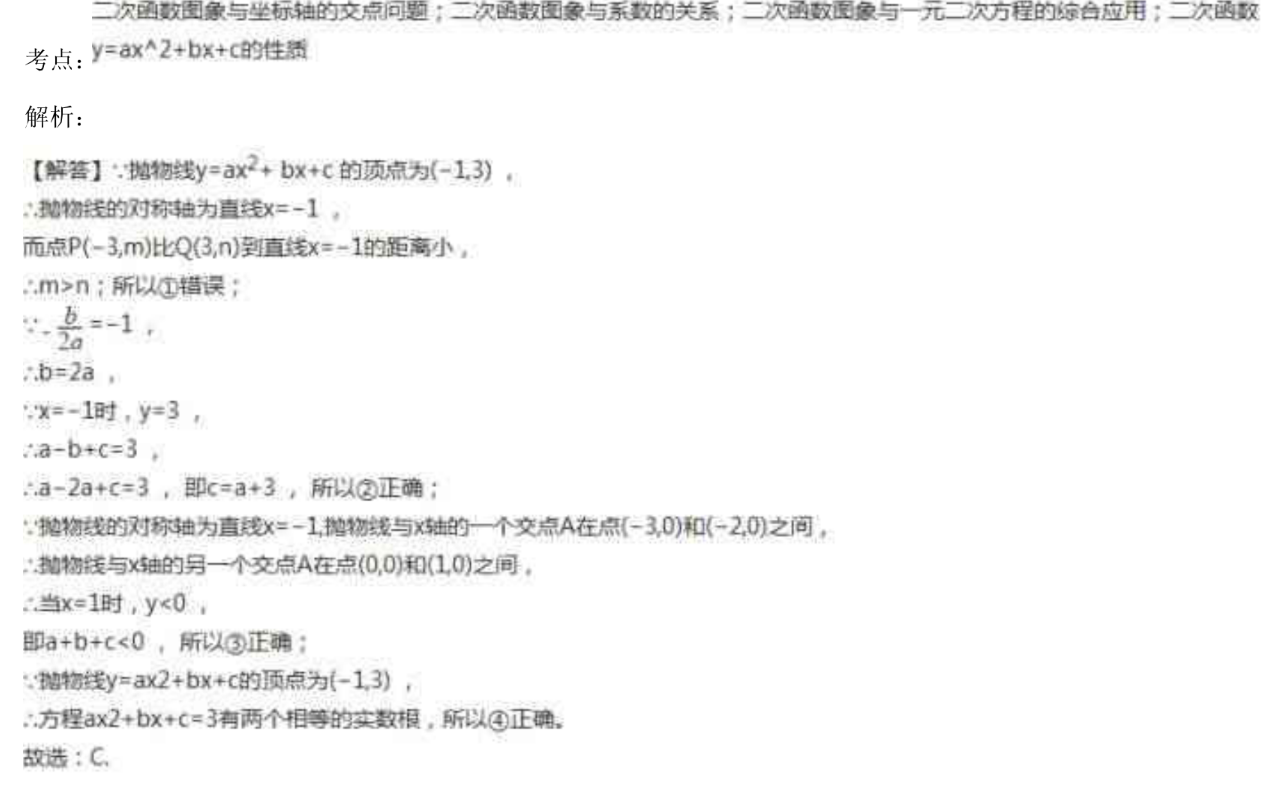 二次函数图象与坐标轴的交点问题；二次函数图象与系数的关系；二次函数图象与一元二次方程的综合应用；二次函数
考点：y=ax^2+bx+c的性质
解析：
【解答】∵抛物线y=ax²+ bx+c 的顶点为(−1,3) ，
∴抛物线的对称轴为直线x=−1 ，
而点P(−3,m)比Q(3,n)到直线x=−1的距离小，
∴m>n；所以①错误；
∵- b/2a =−1 ，
∴b=2a ，
∵x=−1时，y=3 ，
∴a−b+c=3 ，
∴a−2a+c=3 ，即c=a+3 ，所以②正确；
∵抛物线的对称轴为直线x=−1,抛物线与x轴的一个交点A在点(−3,0)和(−2,0)之间，
∴抛物线与x轴的另一个交点A在点(0,0)和(1,0)之间，
∴当x=1时，y<0 ，
即a+b+c<0 ，所以③正确；
∵抛物线y=ax2+bx+c的顶点为(−1,3) ，
∴方程ax2+bx+c=3有两个相等的实数根，所以④正确。
故选：C.